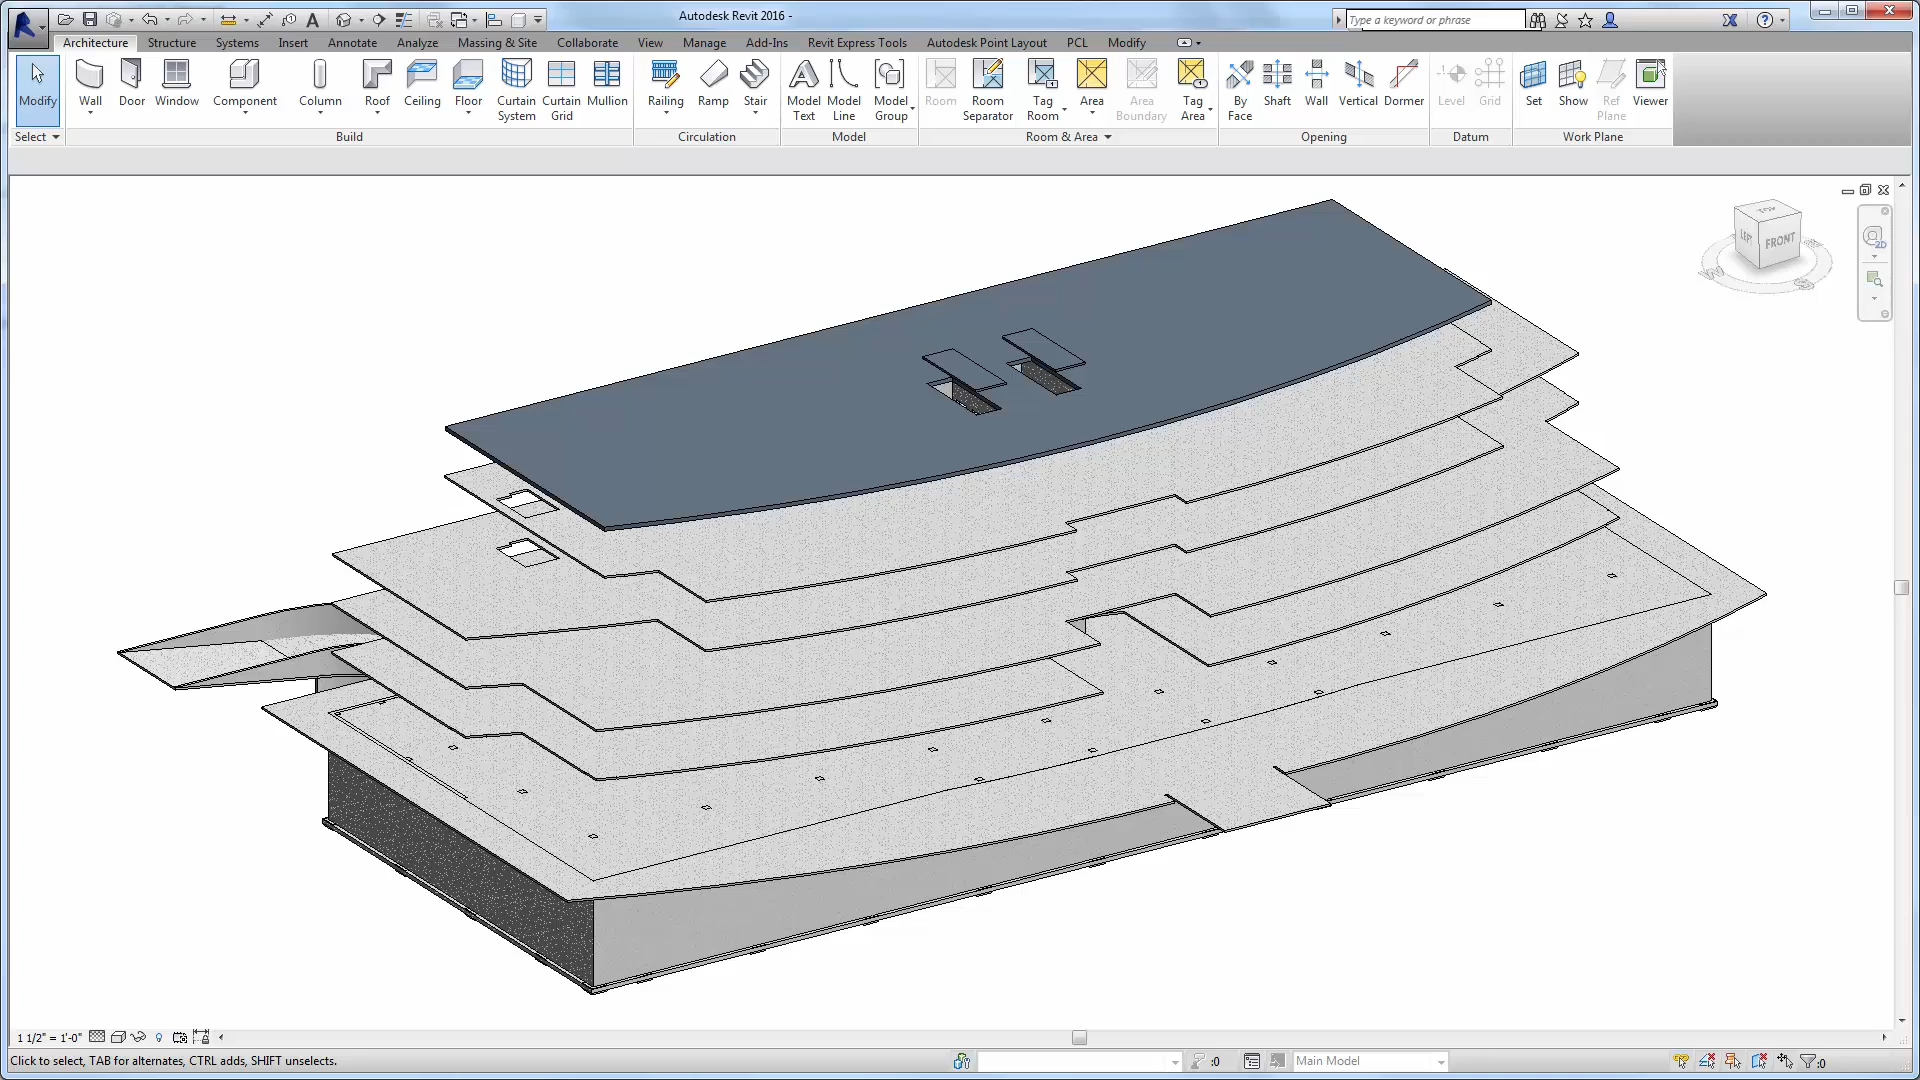 Autodesk Revit 2016 -
Type a keyword or phrase
Architecture Structure Systems Insert Annotate Analyze Massing & Site Collaborate View Manage Add-Ins Revit Express Tools Autodesk Point Layout PCL Modify
Modify Wall Door Window Component Column Roof Ceiling Floor Curtain System Curtain Grid Mullion Railing Ramp Stair Model Text Model Line Model Group Room Room Separator Tag Room Area Area Boundary Tag Area By Face Shaft Wall Vertical Dormer Level Grid Set Show Ref Plane Viewer
Select Build Circulation Model Room & Area Opening Datum Work Plane
TOP
LEFT FRONT
W S
2D
1 1/2" = 1'-0"
Click to select, TAB for alternates, CTRL adds, SHIFT unselects.
:0
Main Model
:0